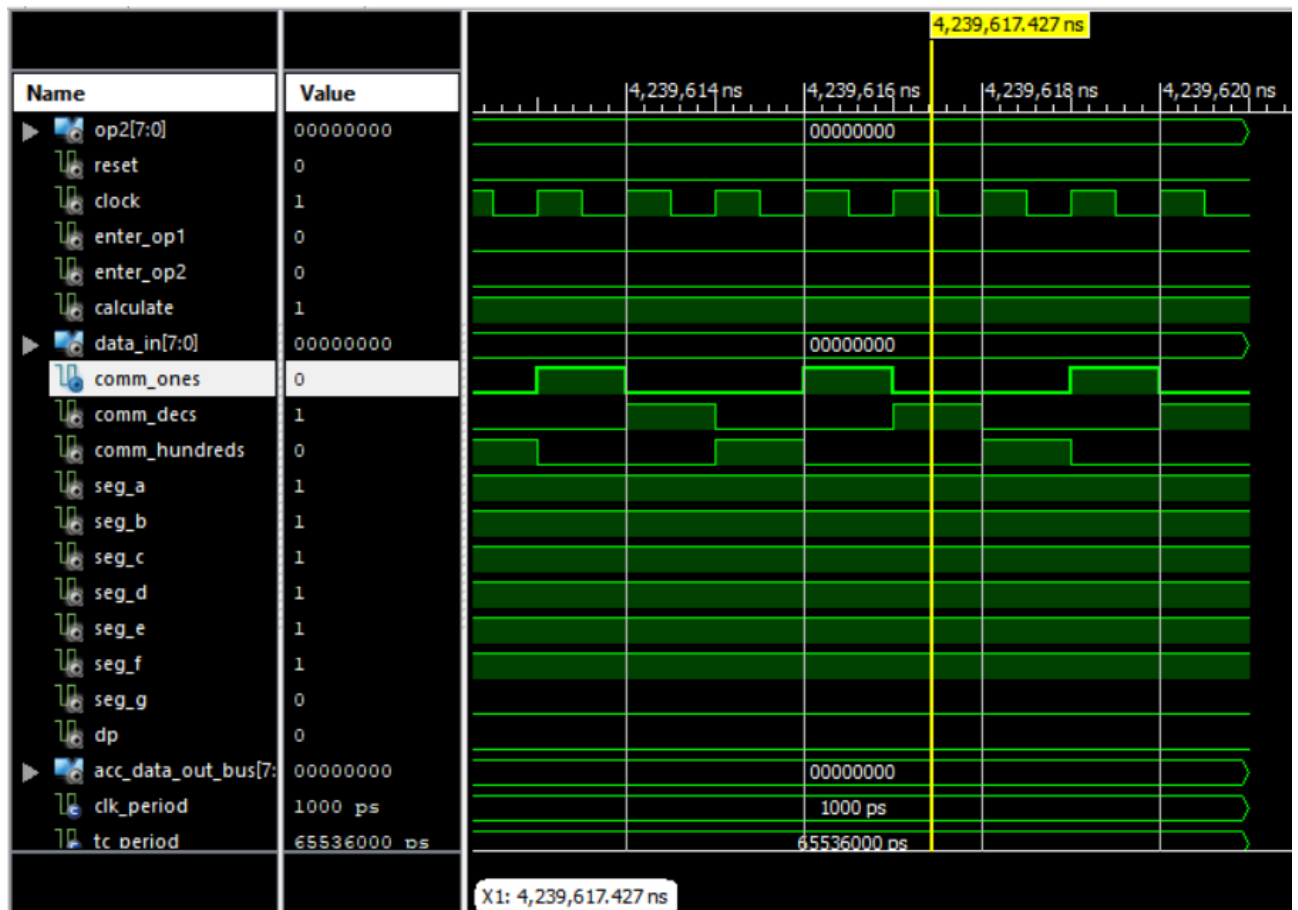 4,239,617.427 ns
Name Value 4,239,614 ns 4,239,616 ns 4,239,618 ns 4,239,620 ns
op2[7:0] 00000000 00000000
reset 0
clock 1
enter_op1 0
enter_op2 0
calculate 1
data_in[7:0] 00000000 00000000
comm_ones 0
comm_decs 1
comm_hundreds 0
seg_a 1
seg_b 1
seg_c 1
seg_d 1
seg_e 1
seg_f 1
seg_g 0
dp 0
acc_data_out_bus[7: 00000000 00000000
clk_period 1000 ps 1000 ps
tc_period 65536000 ps 65536000 ps
X1: 4,239,617.427 ns